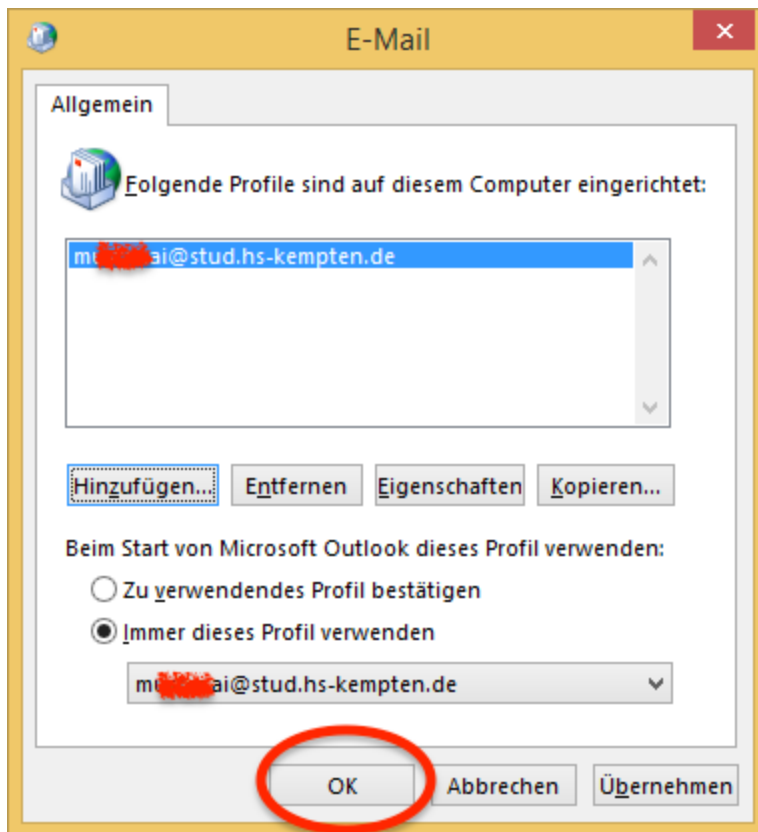 E-Mail
Allgemein
Folgende Profile sind auf diesem Computer eingerichtet:
ai@stud.hs-kempten.de
Hinzufügen... Entfernen Eigenschaften Kopieren...
Beim Start von Microsoft Outlook dieses Profil verwenden:
Zu verwendendes Profil bestätigen
Immer dieses Profil verwenden
ai@stud.hs-kempten.de
OK Abbrechen Übernehmen